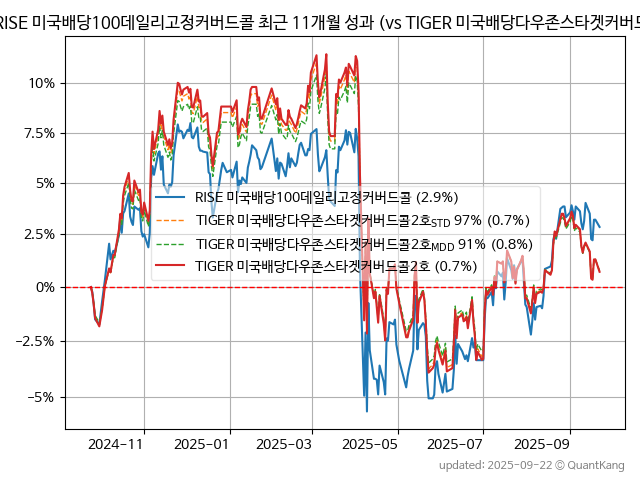 RISE 미국배당100데일리고정커버드콜 최근 11개월 성과 (vs TIGER 미국배당다우존스타겟커버드
10%
7.5%
5%
2.5%
0%
−2.5%
−5%
RISE 미국배당100데일리고정커버드콜 (2.9%)
TIGER 미국배당다우존스타겟커버드콜2호STD 97% (0.7%)
TIGER 미국배당다우존스타겟커버드콜2호MDD 91% (0.8%)
TIGER 미국배당다우존스타겟커버드콜2호 (0.7%)
2024−11 2025−01 2025−03 2025−05 2025−07 2025−09
updated: 2025−09−22 © QuantKang